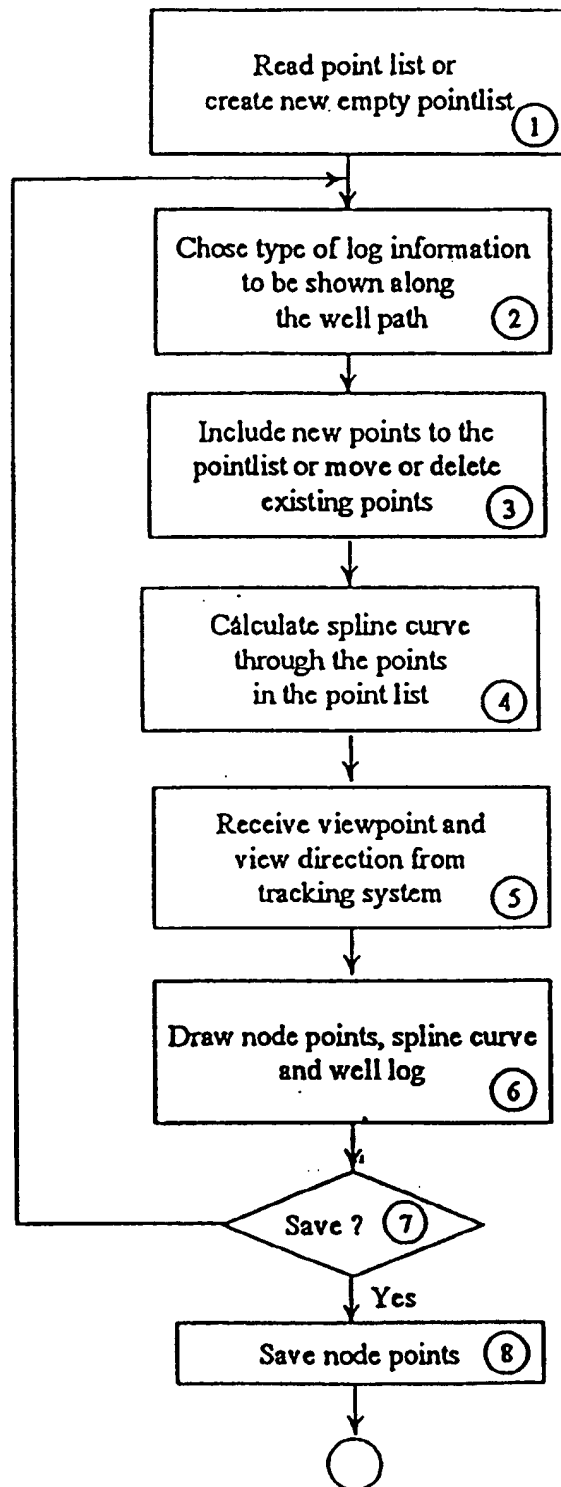 Read point list or
create new empty pointlist
1
Chose type of log information
to be shown along
the well path
2
Include new points to the
pointlist or move or delete
existing points
3
Calculate spline curve
through the points
in the point list
4
Receive viewpoint and
view direction from
tracking system
5
Draw node points, spline curve
and well log
6
Save ? 7
Yes
Save node points 8